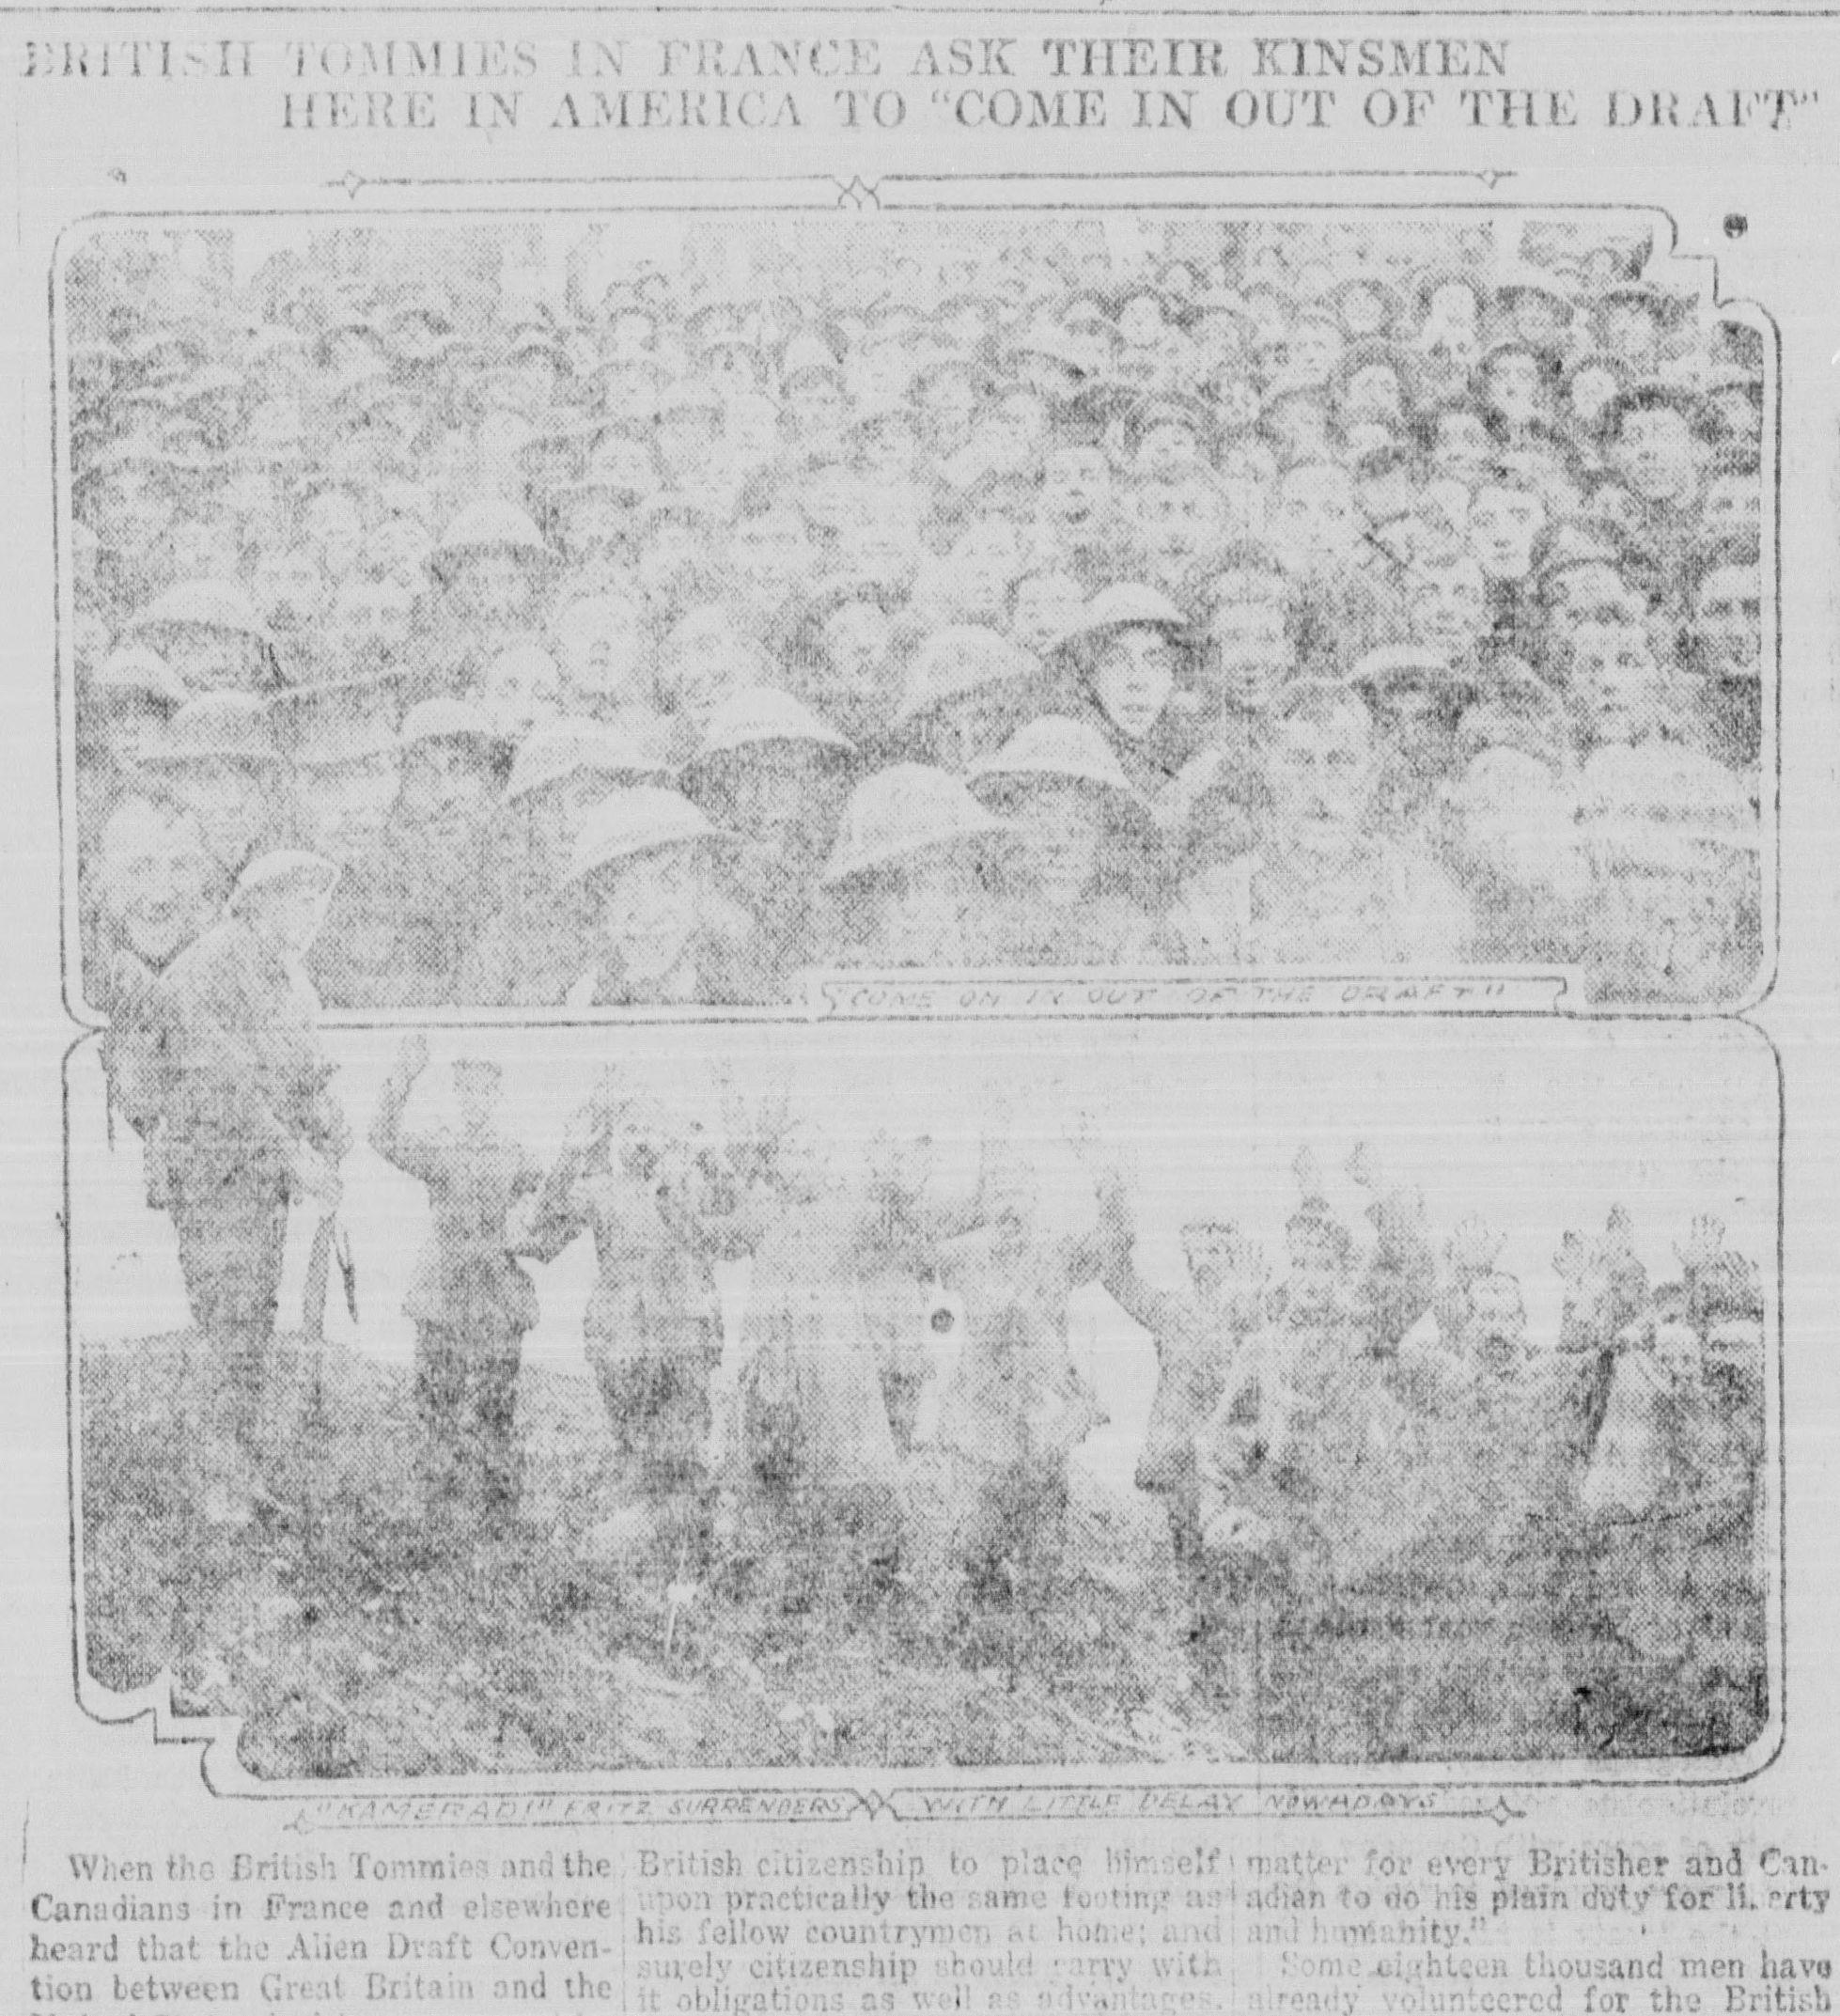 BRITISH TOMMIES IN FRANCE ASK THEIR KINSMEN
HERE IN AMERICA TO "COME IN OUT OF THE DRAFT"
"COME ON IN OUT OF THE DRAFT"
"KAMERAD!" FRITZ SURRENDERS WITH LITTLE DELAY NOWADAYS
When the British Tommies and the
Canadians in France and elsewhere
heard that the Alien Draft Conven-
tion between Great Britain and the
British citizenship to place himself
upon practically the same footing as
his fellow countrymen at home; and
surely citizenship should carry with
it obligations as well as advantages.
matter for every Britisher and Can-
adian to do his plain duty for liberty
and humanity."
Some eighteen thousand men have
already volunteered for the British